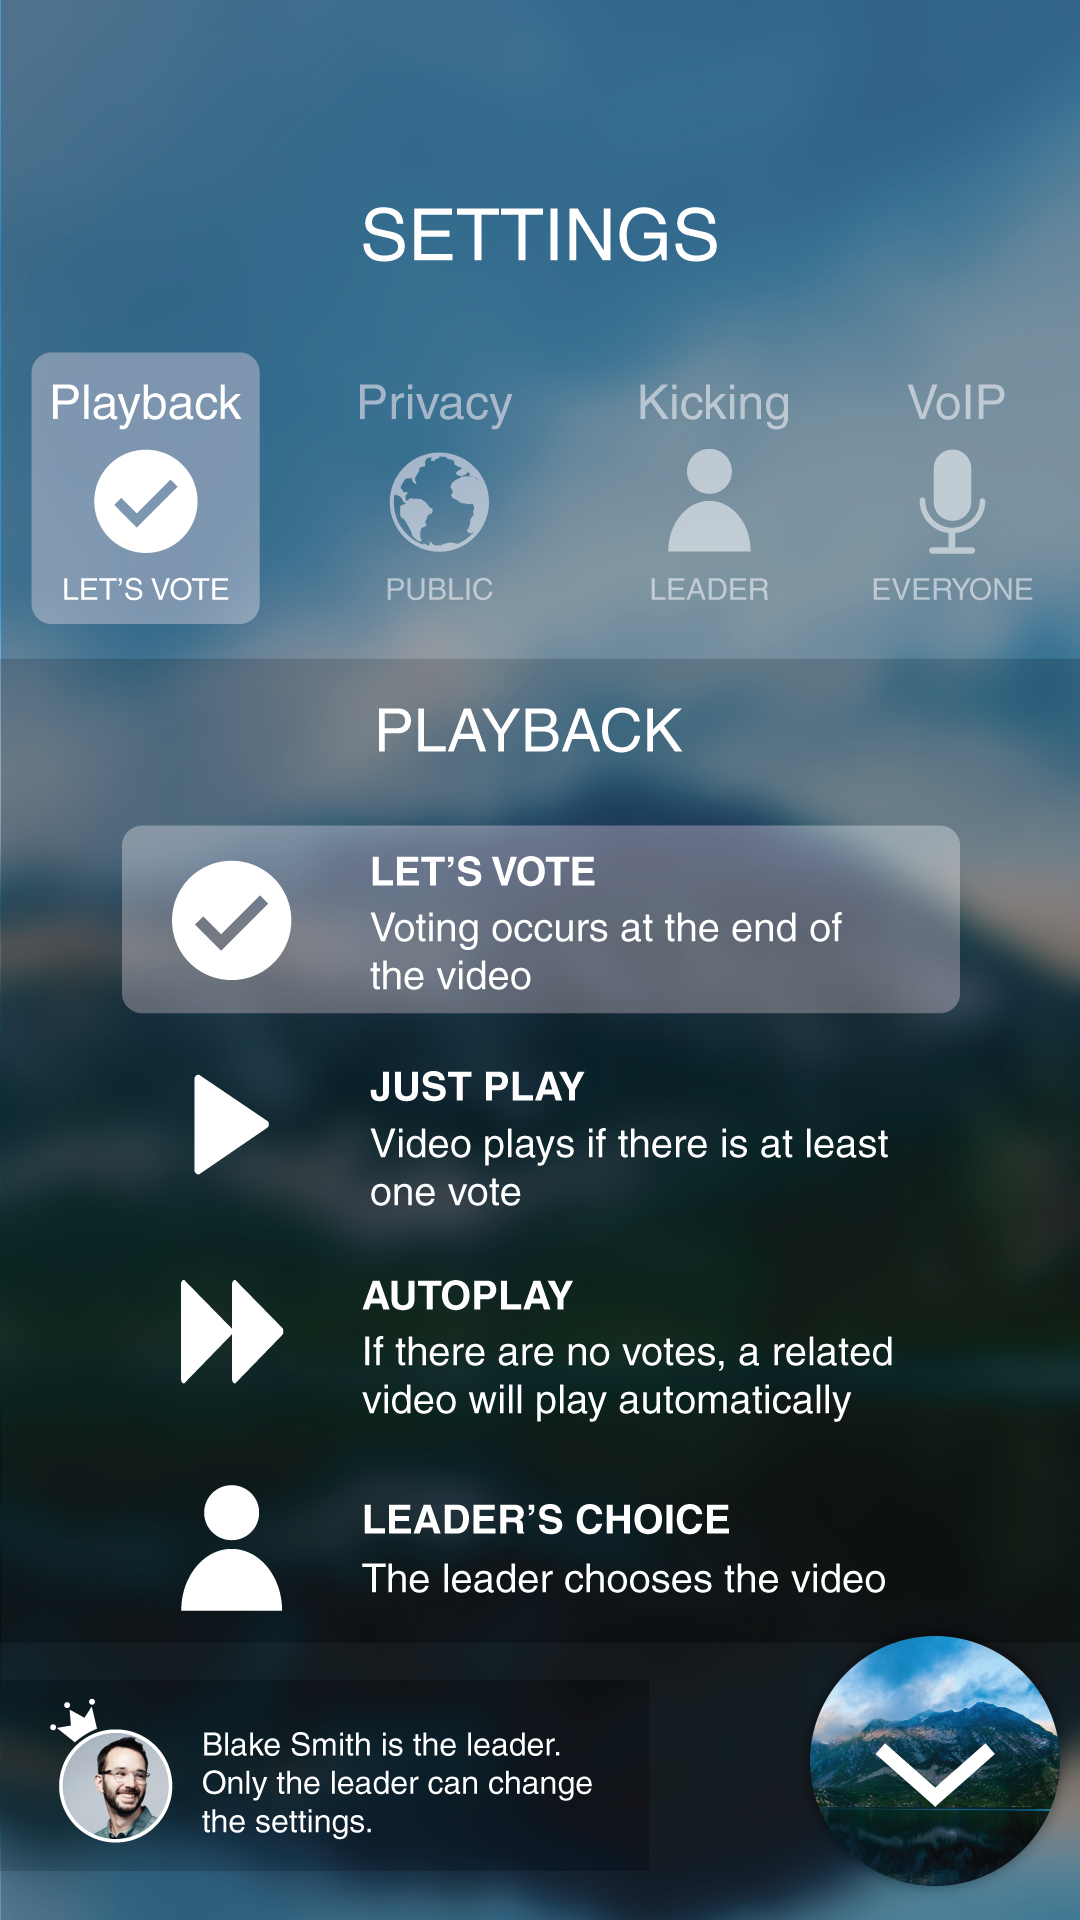 SETTINGS
Playback
Privacy
Kicking
VoIP
LET’S VOTE
PUBLIC
LEADER
EVERYONE
PLAYBACK
LET’S VOTE
Voting occurs at the end of
the video
JUST PLAY
Video plays if there is at least
one vote
AUTOPLAY
If there are no votes, a related
video will play automatically
LEADER’S CHOICE
The leader chooses the video
Blake Smith is the leader.
Only the leader can change
the settings.